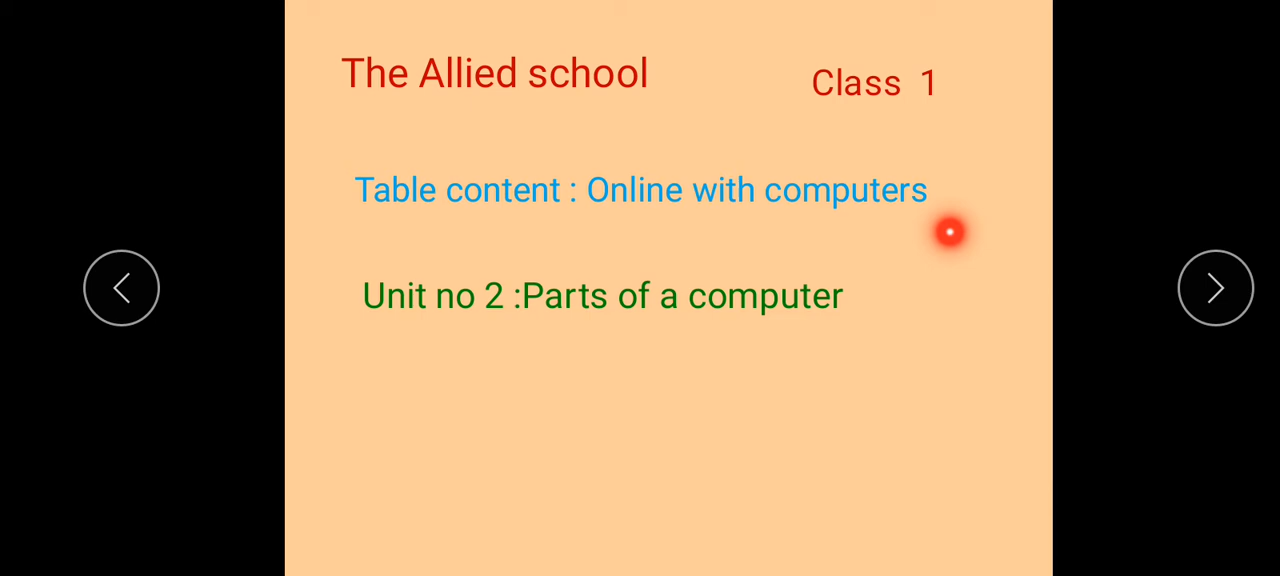 The Allied school
Class 1
Table content : Online with computers
Unit no 2 :Parts of a computer